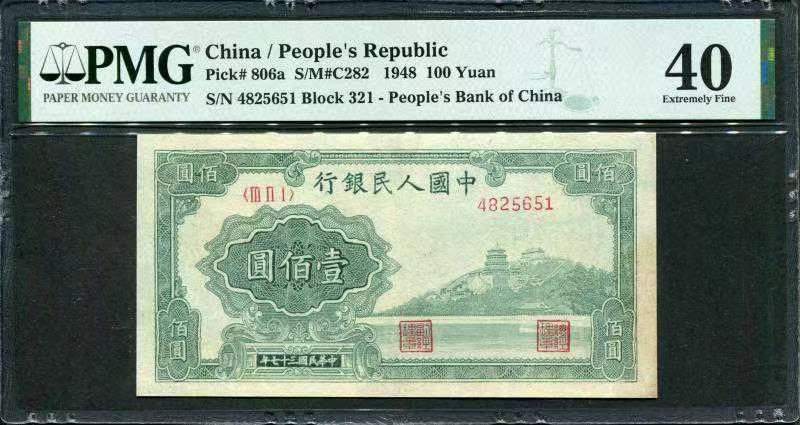 PMG
PAPER MONEY GUARANTY
China / People's Republic
Pick# 806a S/M#C282 1948 100 Yuan
S/N 4825651 Block 321 - People's Bank of China
40
Extremely Fine
圓佰
圓佰
行銀民人國中
〈III II I〉
4825651
圓佰壹
佰圓
佰圓
年七十三國民華中